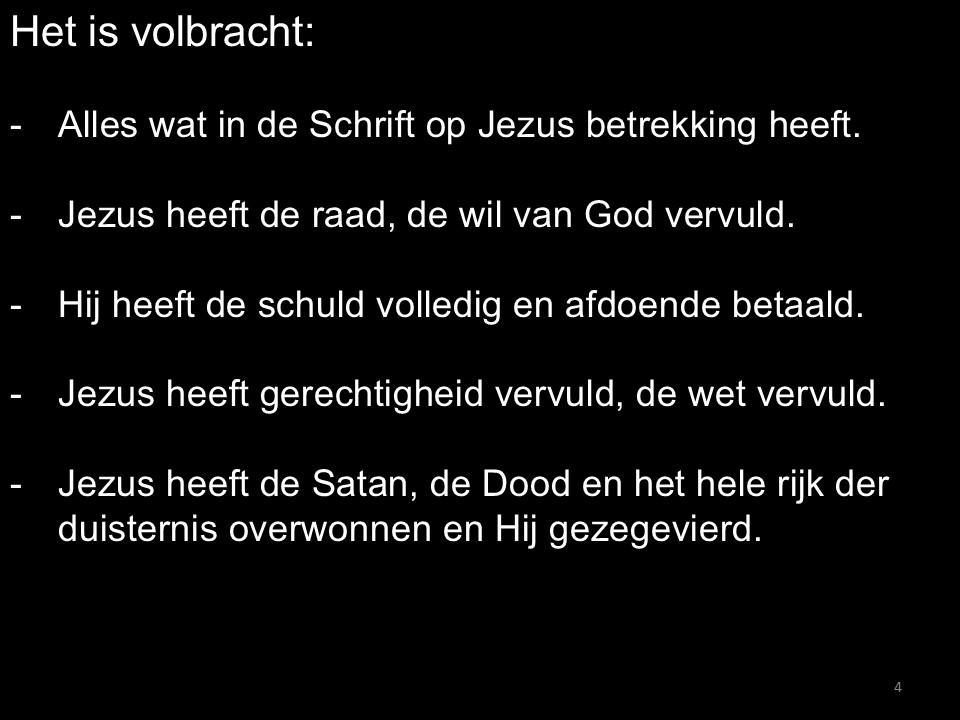 Het is volbracht:
- Alles wat in de Schrift op Jezus betrekking heeft.
- Jezus heeft de raad, de wil van God vervuld.
- Hij heeft de schuld volledig en afdoende betaald.
- Jezus heeft gerechtigheid vervuld, de wet vervuld.
- Jezus heeft de Satan, de Dood en het hele rijk der
duisternis overwonnen en Hij gezegevierd.
4